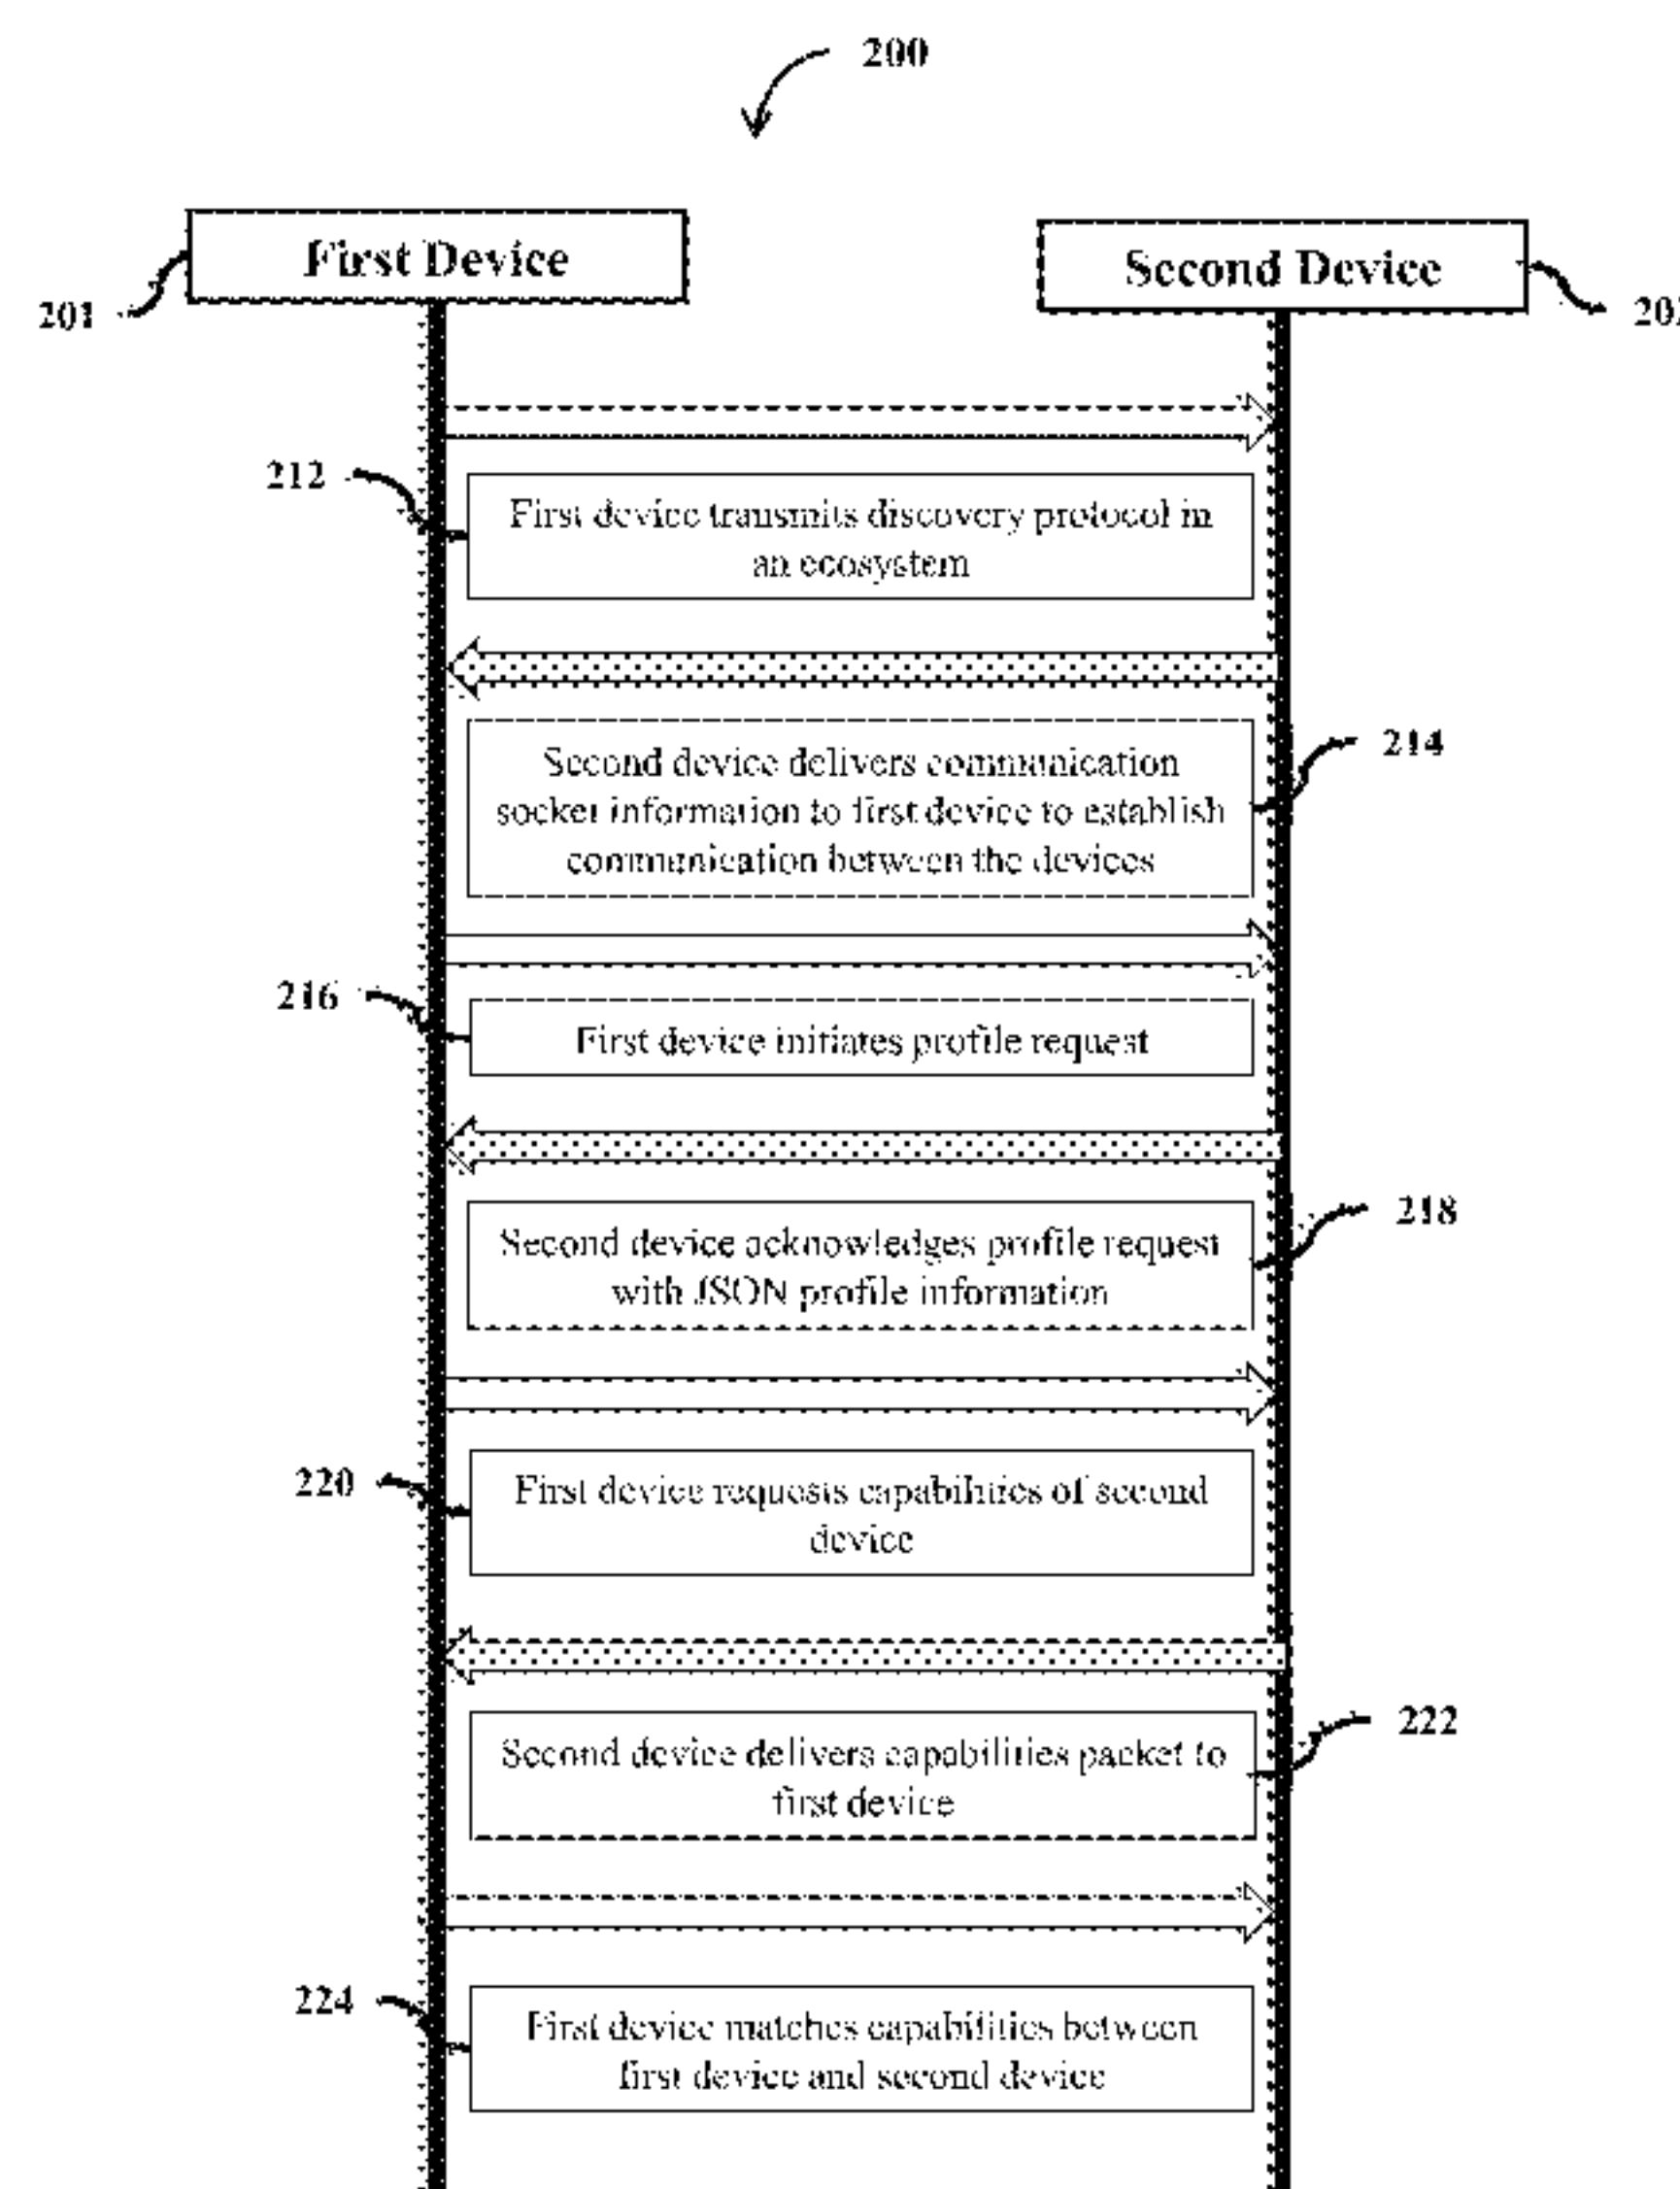 200
First Device
Second Device
201
212
First device transmits discovery protocol in
an ecosystem
214
Second device delivers communication
socket information to first device to establish
communication between the devices
216
First device initiates profile request
218
Second device acknowledges profile request
with JSON profile information
220
First device requests capabilities of second
device
222
Second device delivers capabilities packet to
first device
224
First device matches capabilities between
first device and second device